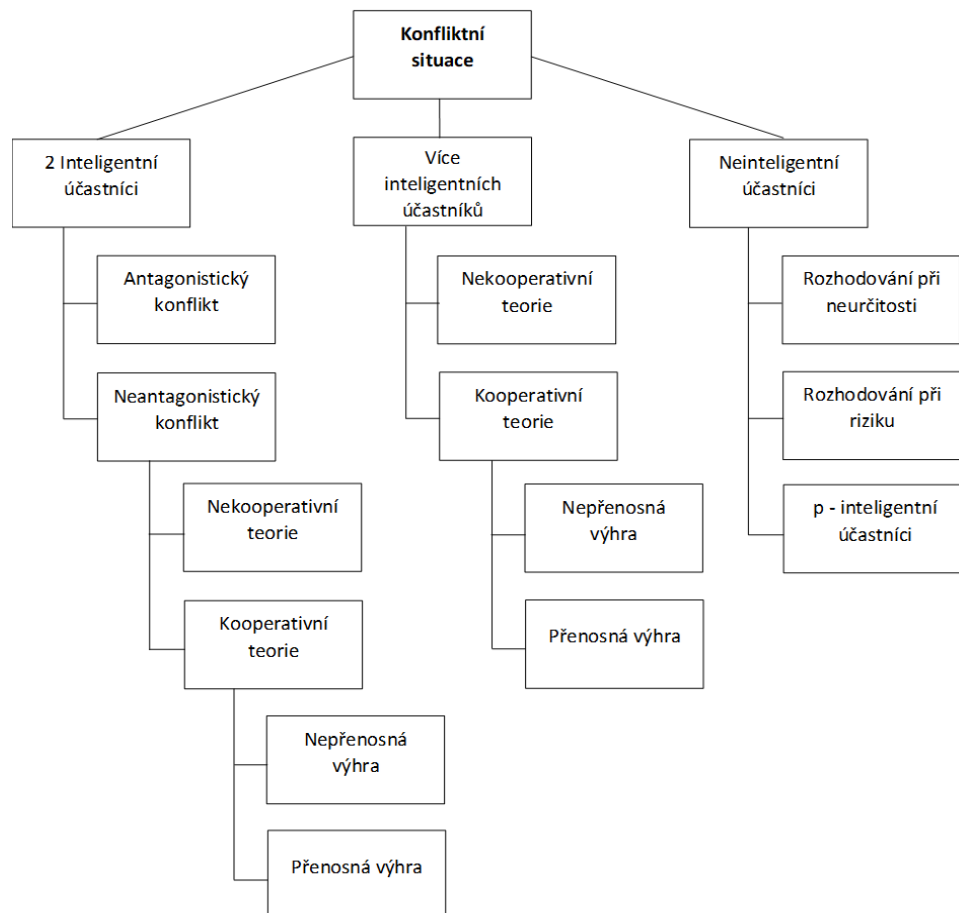 Konfliktní
situace
2 Inteligentní
účastníci
Více
inteligentních
účastníků
Neinteligentní
účastníci
Antagonistický
konflikt
Neantagonistický
konflikt
Nekooperativní
teorie
Kooperativní
teorie
Nepřenosná
výhra
Přenosná výhra
Nekooperativní
teorie
Kooperativní
teorie
Nepřenosná
výhra
Přenosná výhra
Rozhodování při
neurčitosti
Rozhodování při
riziku
p - inteligentní
účastníci